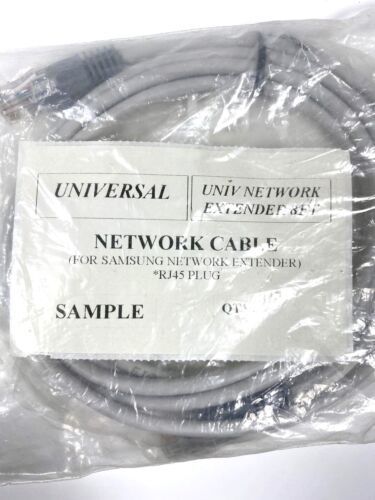 UNIVERSAL
UNIV NETWORK
EXTENDER 8FT
NETWORK CABLE
(FOR SAMSUNG NETWORK EXTENDER)
*RJ45 PLUG
SAMPLE